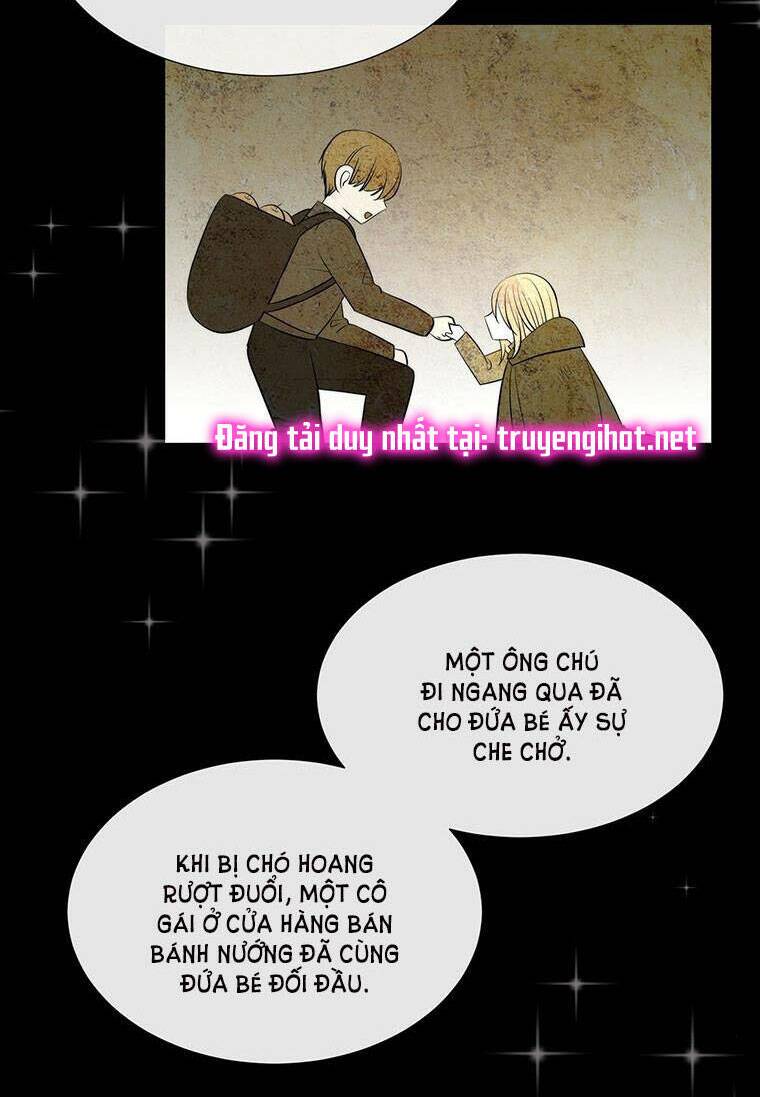 Đăng tải duy nhất tại: truyengihot.net
MỘT ÔNG CHÚ
ĐI NGANG QUA ĐÃ
CHO ĐỨA BÉ ẤY SỰ
CHE CHỞ.
KHI BỊ CHÓ HOANG
RƯỢT ĐUỔI, MỘT CÔ
GÁI Ở CỬA HÀNG BÁN
BÁNH NƯỚNG ĐÃ CÙNG
ĐỨA BÉ ĐỐI ĐẦU.